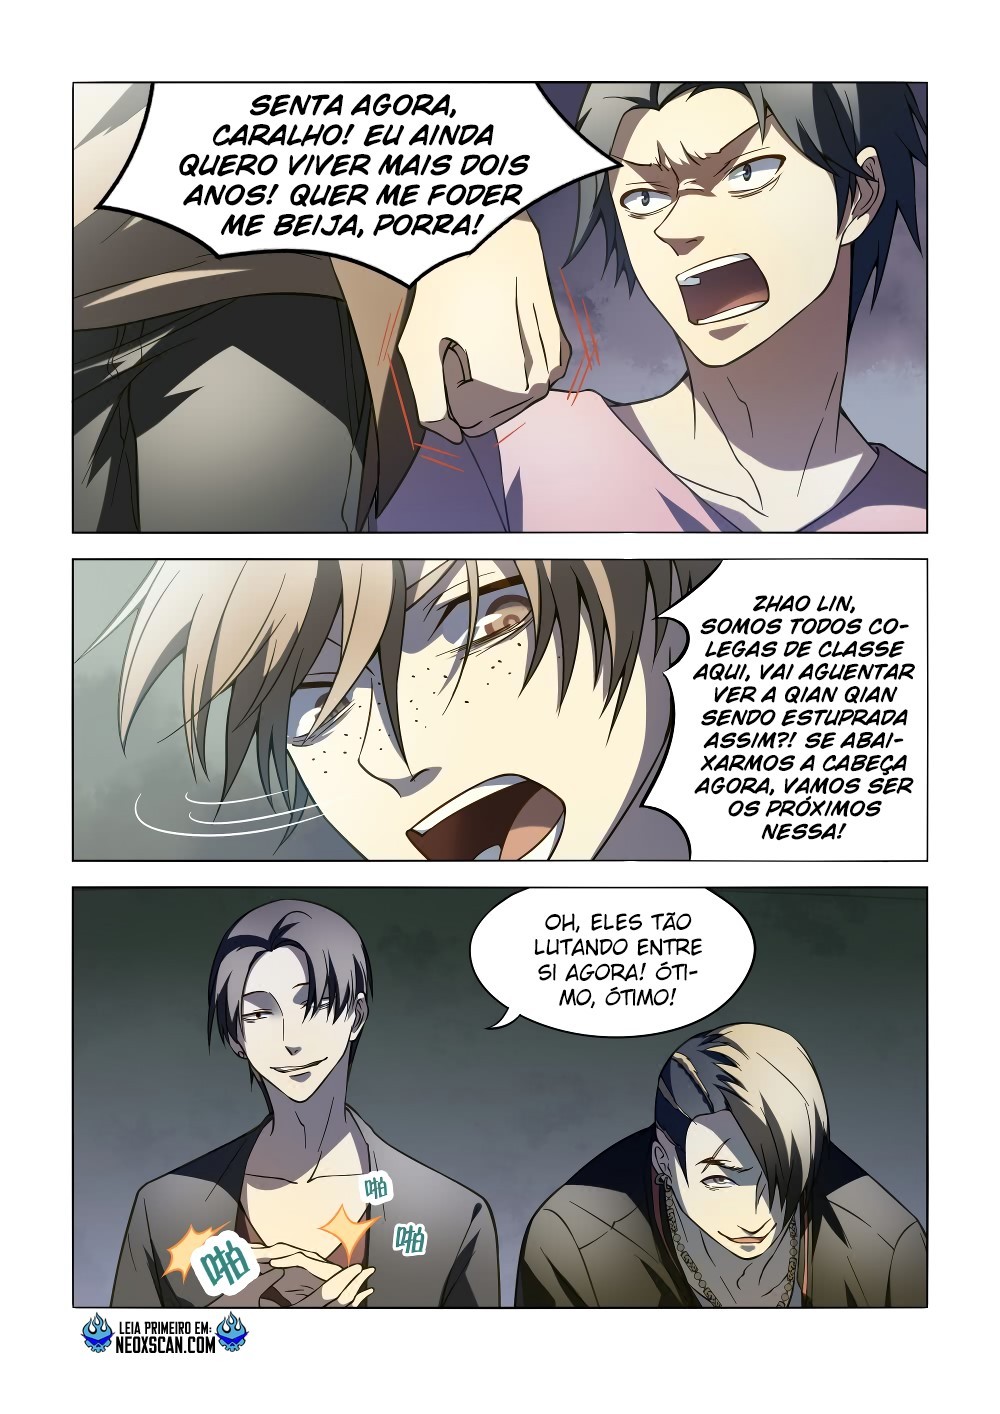 SENTA AGORA,
CARALHO! EU AINDA
QUERO VIVER MAIS DOIS
ANOS! QUER ME FODER
ME BEIJA, PORRA!
ZHAO LIN,
SOMOS TODOS CO-
LEGAS DE CLASSE
AQUI, VAI AGUENTAR
VER A QIAN QIAN
SENDO ESTUPRADA
ASSIM?! SE ABAI-
XARMOS A CABEÇA
AGORA, VAMOS SER
OS PRÓXIMOS
NESSA!
OH, ELES TÃO
LUTANDO ENTRE
SI AGORA! ÓTI-
MO, ÓTIMO!
啪
啪
啪
LEIA PRIMEIRO EM:
NEOXSCAN.COM